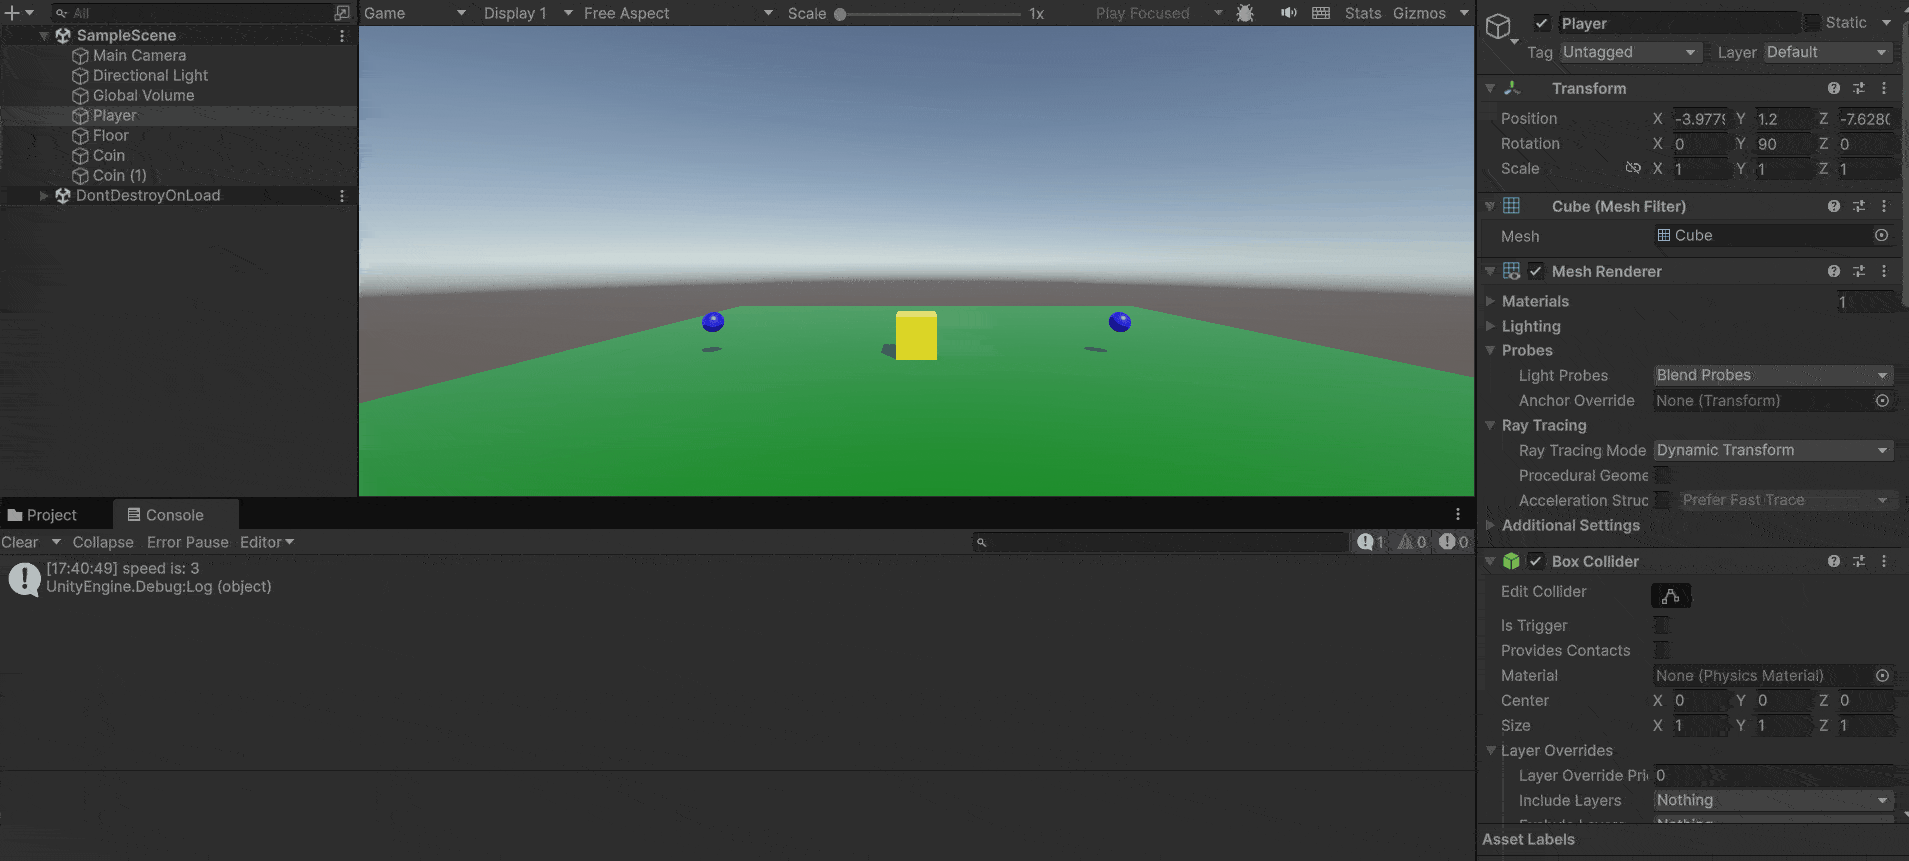 All
SampleScene
Main Camera
Directional Light
Global Volume
Player
Floor
Coin
Coin (1)
DontDestroyOnLoad
Game Display 1 Free Aspect Scale 1x Play Focused Stats Gizmos
Project Console
Clear Collapse Error Pause Editor 1 0 0
[17:40:49] speed is: 3
UnityEngine.Debug:Log (object)
Player Static
Tag Untagged Layer Default
Transform
Position X -3.977 Y 1.2 Z -7.628
Rotation X 0 Y 90 Z 0
Scale X 1 Y 1 Z 1
Cube (Mesh Filter)
Mesh Cube
Mesh Renderer
Materials 1
Lighting
Probes
Light Probes Blend Probes
Anchor Override None (Transform)
Ray Tracing
Ray Tracing Mode Dynamic Transform
Procedural Geome
Acceleration Struc Prefer Fast Trace
Additional Settings
Box Collider
Edit Collider
Is Trigger
Provides Contacts
Material None (Physics Material)
Center X 0 Y 0 Z 0
Size X 1 Y 1 Z 1
Layer Overrides
Layer Override Pri 0
Include Layers Nothing
Asset Labels